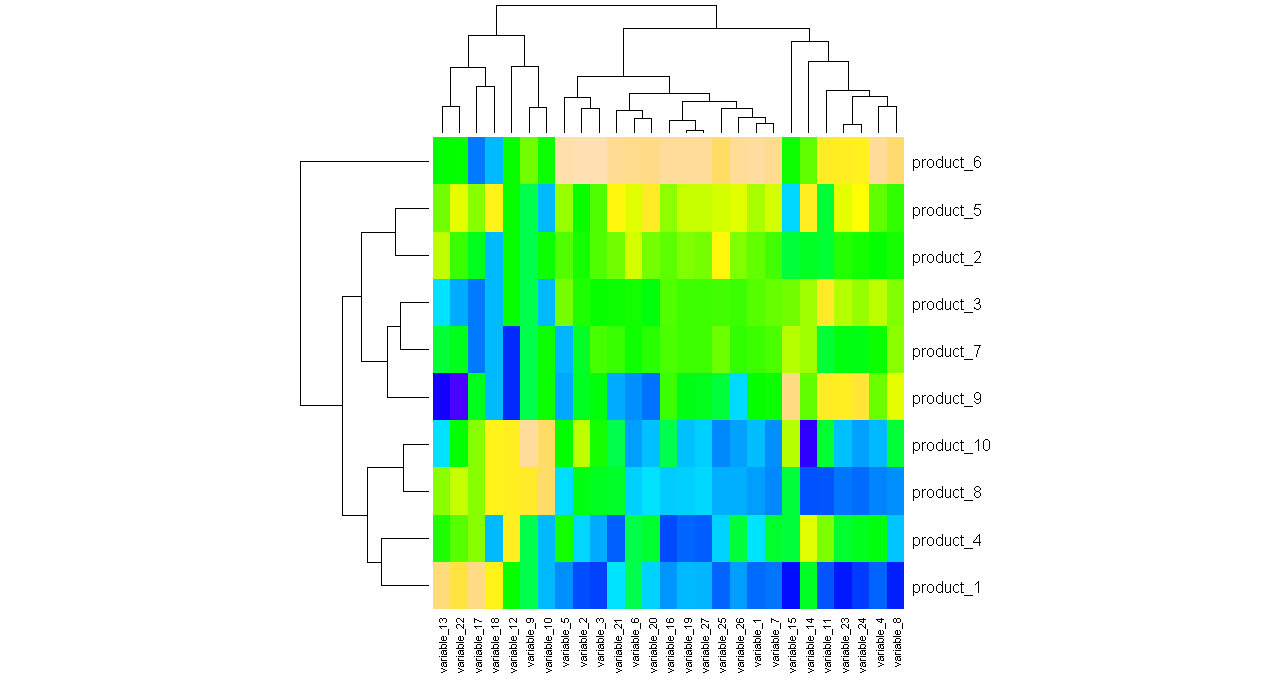 product_6
product_5
product_2
product_3
product_7
product_9
product_10
product_8
product_4
product_1
variable_13
variable_22
variable_17
variable_18
variable_12
variable_9
variable_10
variable_5
variable_2
variable_3
variable_21
variable_6
variable_20
variable_16
variable_19
variable_27
variable_25
variable_26
variable_1
variable_7
variable_15
variable_14
variable_11
variable_23
variable_24
variable_4
variable_8